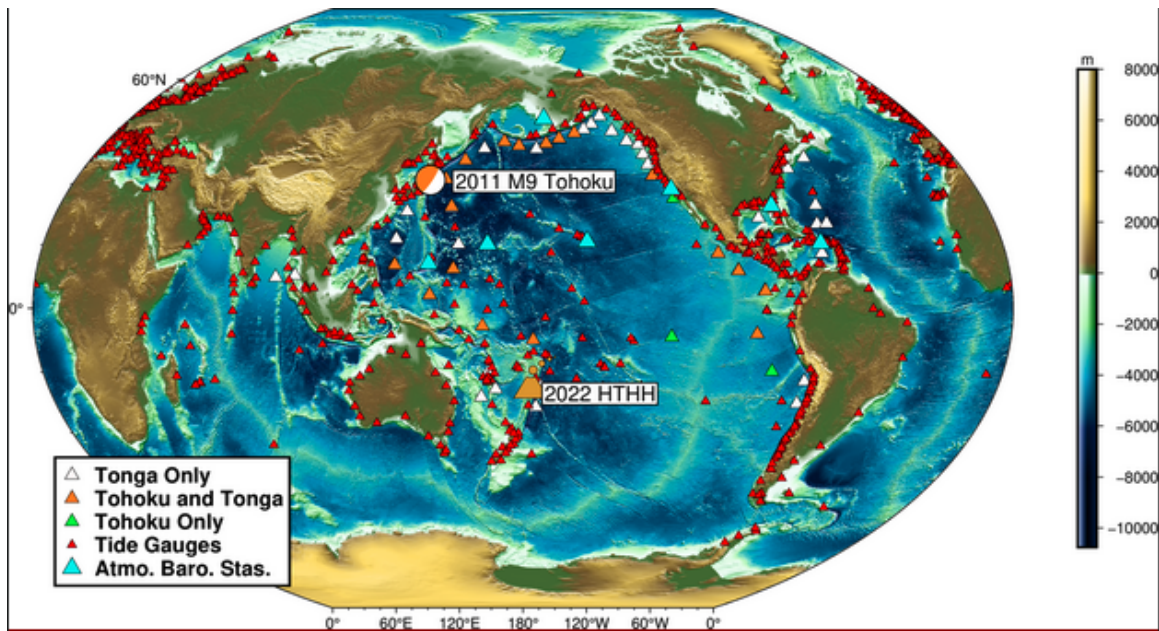 m
8000
60°N
6000
4000
2000
0
0°
−2000
−4000
−6000
−8000
−10000
2011 M9 Tohoku
2022 HTHH
Tonga Only
Tohoku and Tonga
Tohoku Only
Tide Gauges
Atmo. Baro. Stas.
0° 60°E 120°E 180° 120°W 60°W 0°